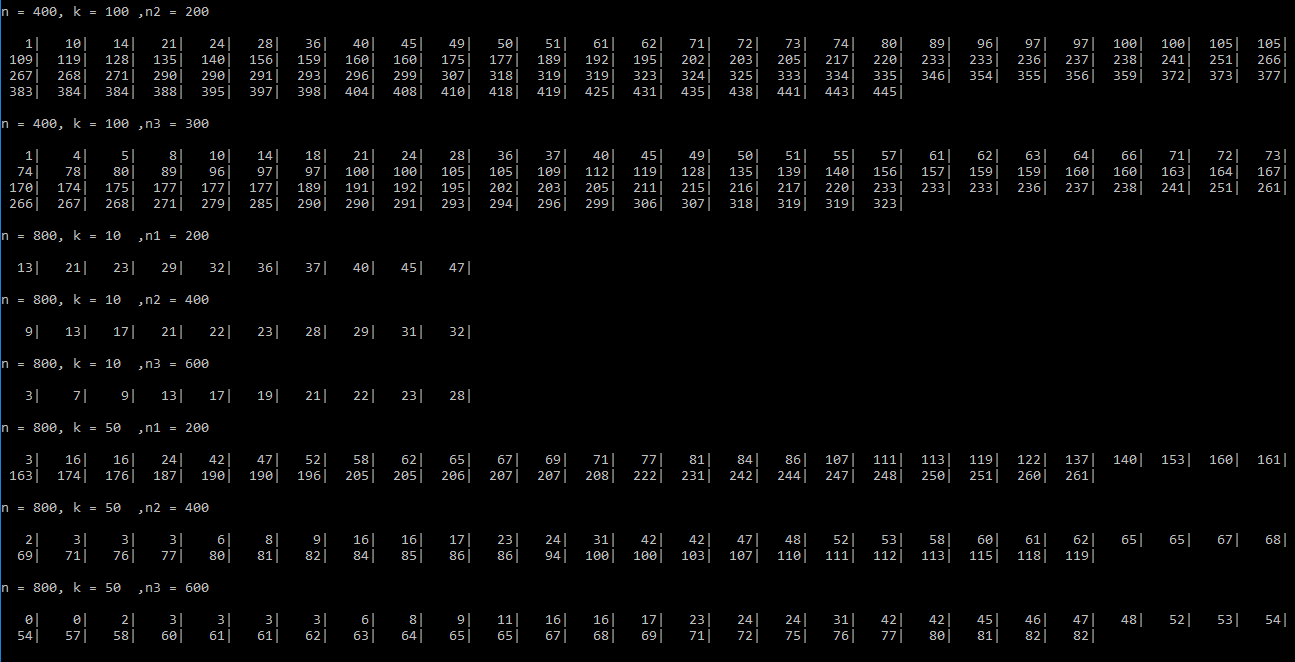 n = 400, k = 100 ,n2 = 200
1| 10| 14| 21| 24| 28| 36| 40| 45| 49| 50| 51| 61| 62| 71| 72| 73| 74| 80| 89| 96| 97| 97| 100| 100| 105| 105|
109| 119| 128| 135| 140| 156| 159| 160| 160| 175| 177| 189| 192| 195| 202| 203| 205| 217| 220| 233| 233| 236| 237| 238| 241| 251| 266|
267| 268| 271| 290| 290| 291| 293| 296| 299| 307| 318| 319| 319| 323| 324| 325| 333| 334| 335| 346| 354| 355| 356| 359| 372| 373| 377|
383| 384| 384| 388| 395| 397| 398| 404| 408| 410| 418| 419| 425| 431| 435| 438| 441| 443| 445|
n = 400, k = 100 ,n3 = 300
1| 4| 5| 8| 10| 14| 18| 21| 24| 28| 36| 37| 40| 45| 49| 50| 51| 55| 57| 61| 62| 63| 64| 66| 71| 72| 73|
74| 78| 80| 89| 96| 97| 97| 100| 100| 105| 105| 109| 112| 119| 128| 135| 139| 140| 156| 157| 159| 159| 160| 160| 163| 164| 167|
170| 174| 175| 177| 177| 177| 189| 191| 192| 195| 202| 203| 205| 211| 215| 216| 217| 220| 233| 233| 233| 236| 237| 238| 241| 251| 261|
266| 267| 268| 271| 279| 285| 290| 290| 291| 293| 294| 296| 299| 306| 307| 318| 319| 319| 323|
n = 800, k = 10 ,n1 = 200
13| 21| 23| 29| 32| 36| 37| 40| 45| 47|
n = 800, k = 10 ,n2 = 400
9| 13| 17| 21| 22| 23| 28| 29| 31| 32|
n = 800, k = 10 ,n3 = 600
3| 7| 9| 13| 17| 19| 21| 22| 23| 28|
n = 800, k = 50 ,n1 = 200
3| 16| 16| 24| 42| 47| 52| 58| 62| 65| 67| 69| 71| 77| 81| 84| 86| 107| 111| 113| 119| 122| 137| 140| 153| 160| 161|
163| 174| 176| 187| 190| 190| 196| 205| 205| 206| 207| 207| 208| 222| 231| 242| 244| 247| 248| 250| 251| 260| 261|
n = 800, k = 50 ,n2 = 400
2| 3| 3| 3| 6| 8| 9| 16| 16| 17| 23| 24| 31| 42| 42| 47| 48| 52| 53| 58| 60| 61| 62| 65| 65| 67| 68|
69| 71| 76| 77| 80| 81| 82| 84| 85| 86| 86| 94| 100| 100| 103| 107| 110| 111| 112| 113| 115| 118| 119|
n = 800, k = 50 ,n3 = 600
0| 0| 2| 3| 3| 3| 3| 6| 8| 9| 11| 16| 16| 17| 23| 24| 24| 31| 42| 42| 45| 46| 47| 48| 52| 53| 54|
54| 57| 58| 60| 61| 61| 62| 63| 64| 65| 65| 67| 68| 69| 71| 72| 75| 76| 77| 80| 81| 82| 82|